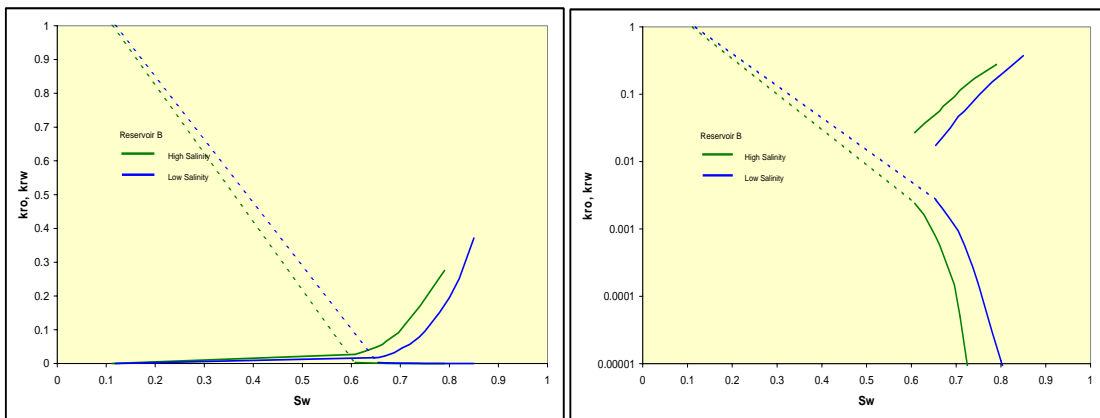 1
0.9
0.8
0.7
0.6
0.5
0.4
0.3
0.2
0.1
0
kro, krw
Reservoir B
High Salinity
Low Salinity
0 0.1 0.2 0.3 0.4 0.5 0.6 0.7 0.8 0.9 1
Sw
1
0.1
0.01
0.001
0.0001
0.00001
kro, krw
Reservoir B
High Salinity
Low Salinity
0 0.1 0.2 0.3 0.4 0.5 0.6 0.7 0.8 0.9 1
Sw